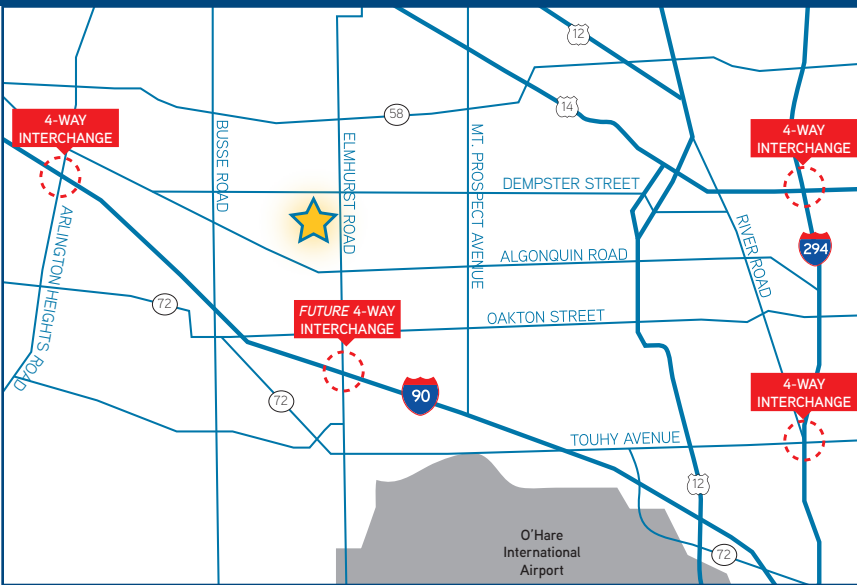 12
14
58
4-WAY
INTERCHANGE
4-WAY
INTERCHANGE
BUSSE ROAD
ELMHURST ROAD
MT. PROSPECT AVENUE
DEMPSTER STREET
ARLINGTON HEIGHTS ROAD
RIVER ROAD
294
ALGONQUIN ROAD
72
FUTURE 4-WAY
INTERCHANGE
OAKTON STREET
72
90
4-WAY
INTERCHANGE
TOUHY AVENUE
12
O'Hare
International
Airport
72